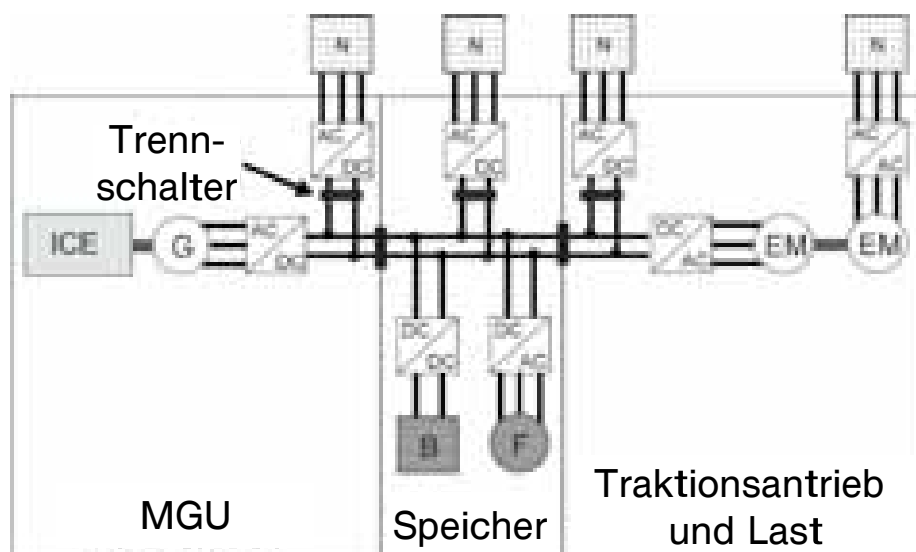 N N N N
AC DC
AC DC
AC DC
AC AC
Trenn-
schalter
ICE G AC DC
DC AC EM EM
DC DC
DC AC
B F
MGU
Speicher
Traktionsantrieb
und Last